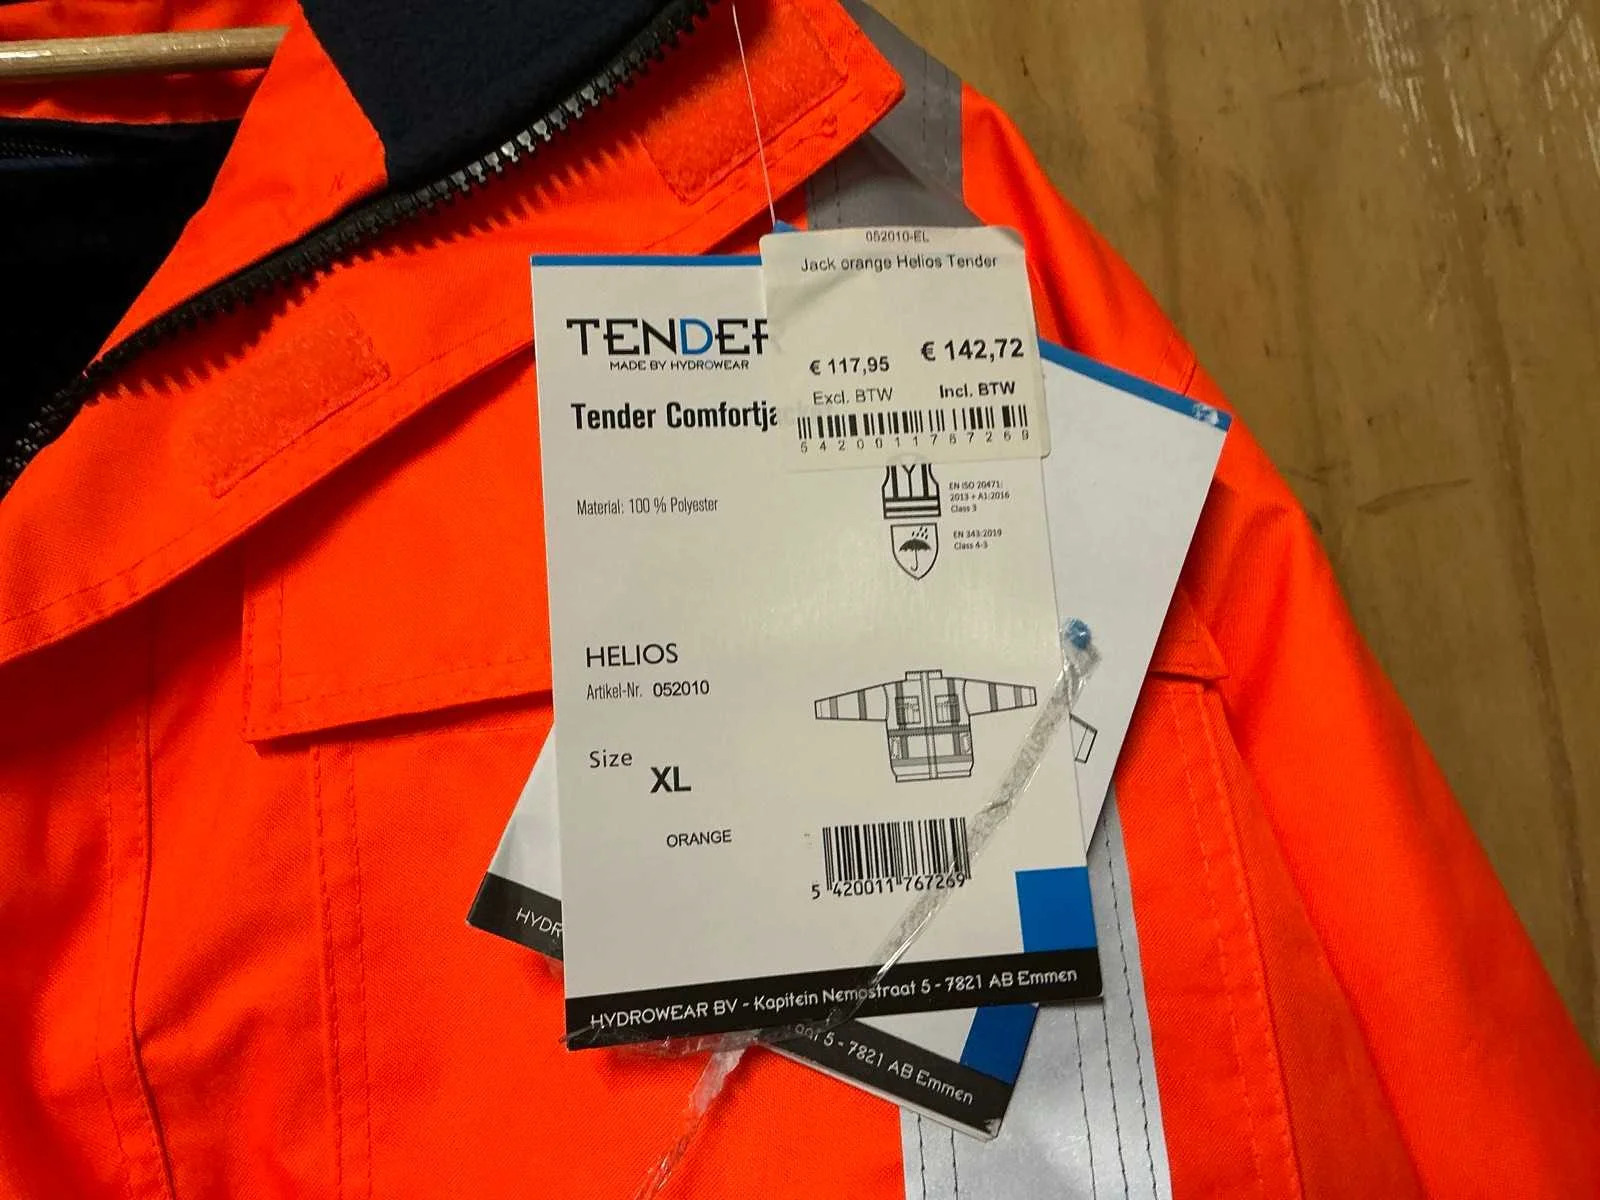 052010-EL
Jack orange Helios Tender
€ 117,95 € 142,72
Excl. BTW Incl. BTW
5420011767269
TENDER
MADE BY HYDROWEAR
Tender Comfortja
Material: 100 % Polyester
EN ISO 20471:
2013 + A1:2016
Class 3
EN 343:2019
Class 4-3
HELIOS
Artikel-Nr. 052010
Size
XL
ORANGE
5 420011 767269
HYDROWEAR BV - Kapitein Nemostraat 5 - 7821 AB Emmen
HYDR
aat 5 - 7821 AB Emmen